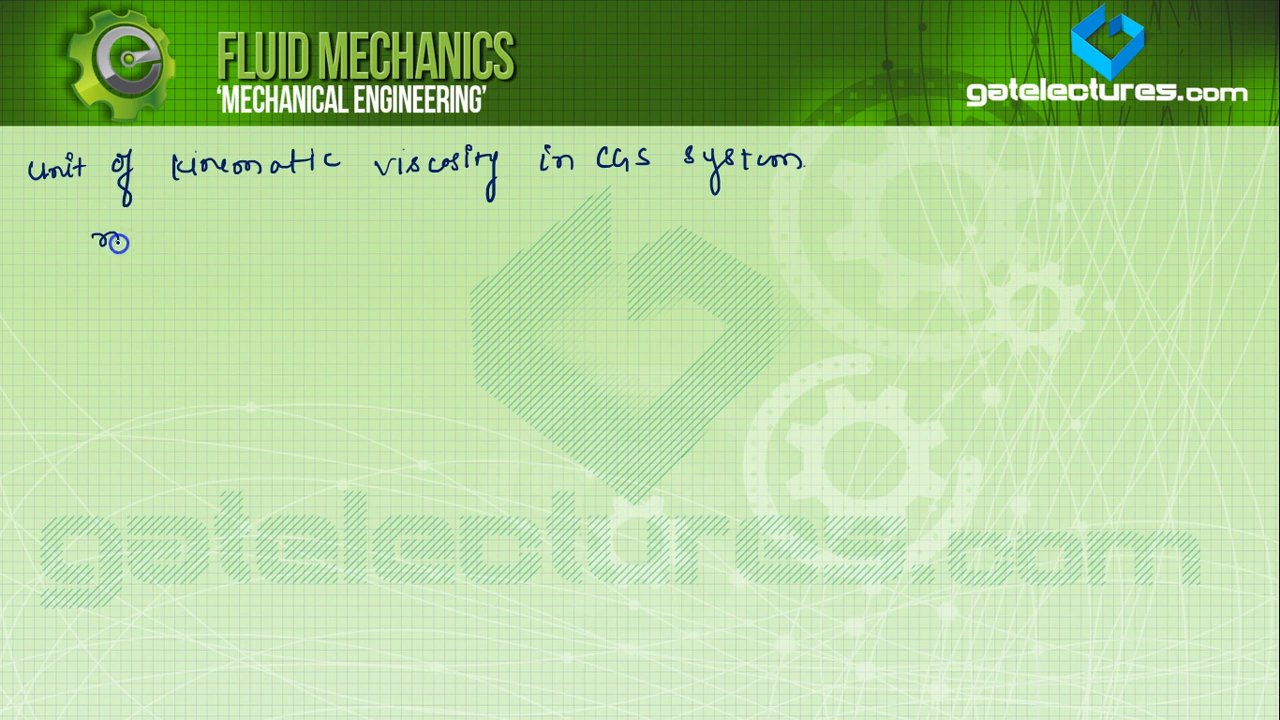 FLUID MECHANICS
'MECHANICAL ENGINEERING'
gatelectures.com
Unit of kinematic viscosity in CGS system
gatelectures.com